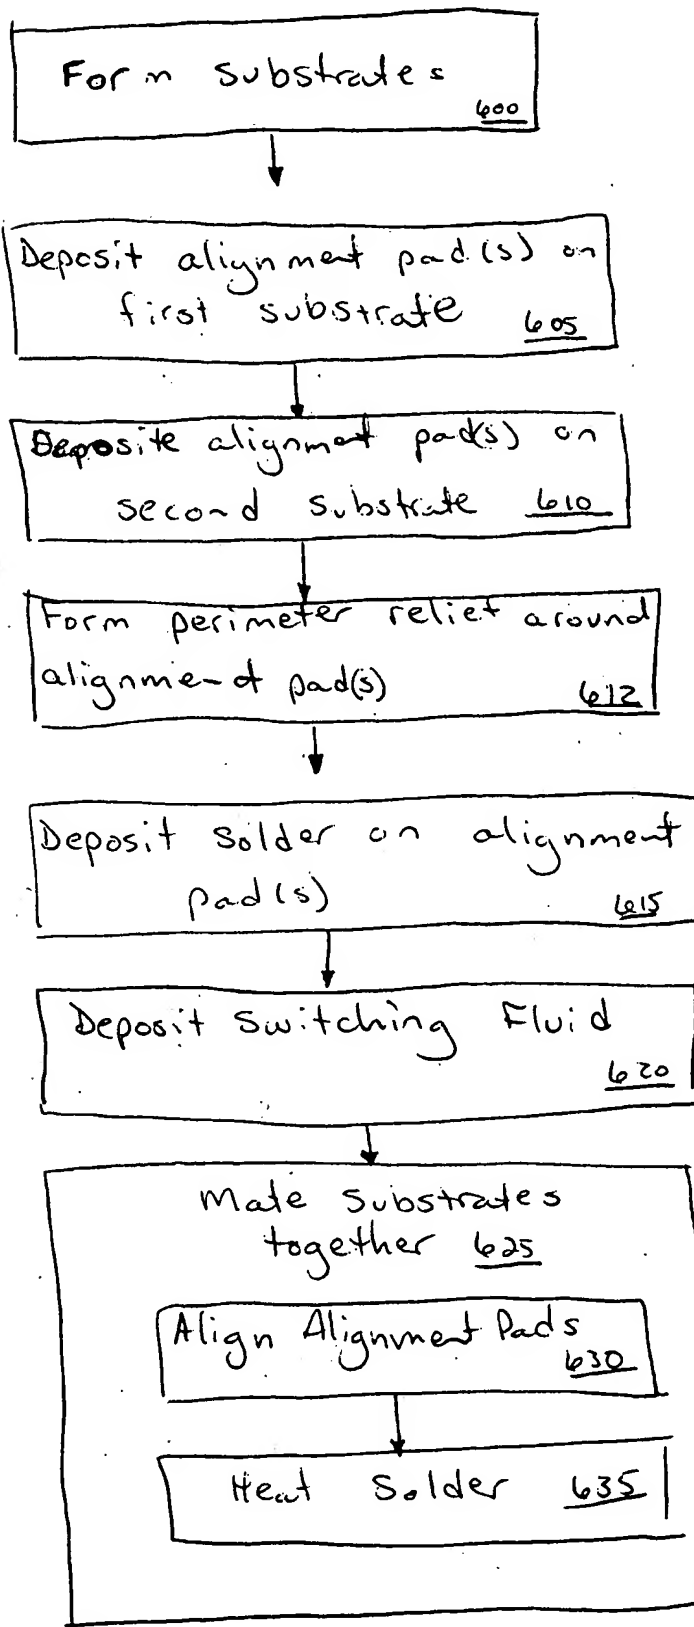 Form substrates
600
Deposit alignment pad(s) on
first substrate 605
Deposite alignment pad(s) on
second substrate 610
Form perimeter relief around
alignment pad(s) 612
Deposit Solder on alignment
pad(s) 615
Deposit Switching Fluid
620
Mate Substrates
together 625
Align Alignment Pads
630
Heat Solder 635